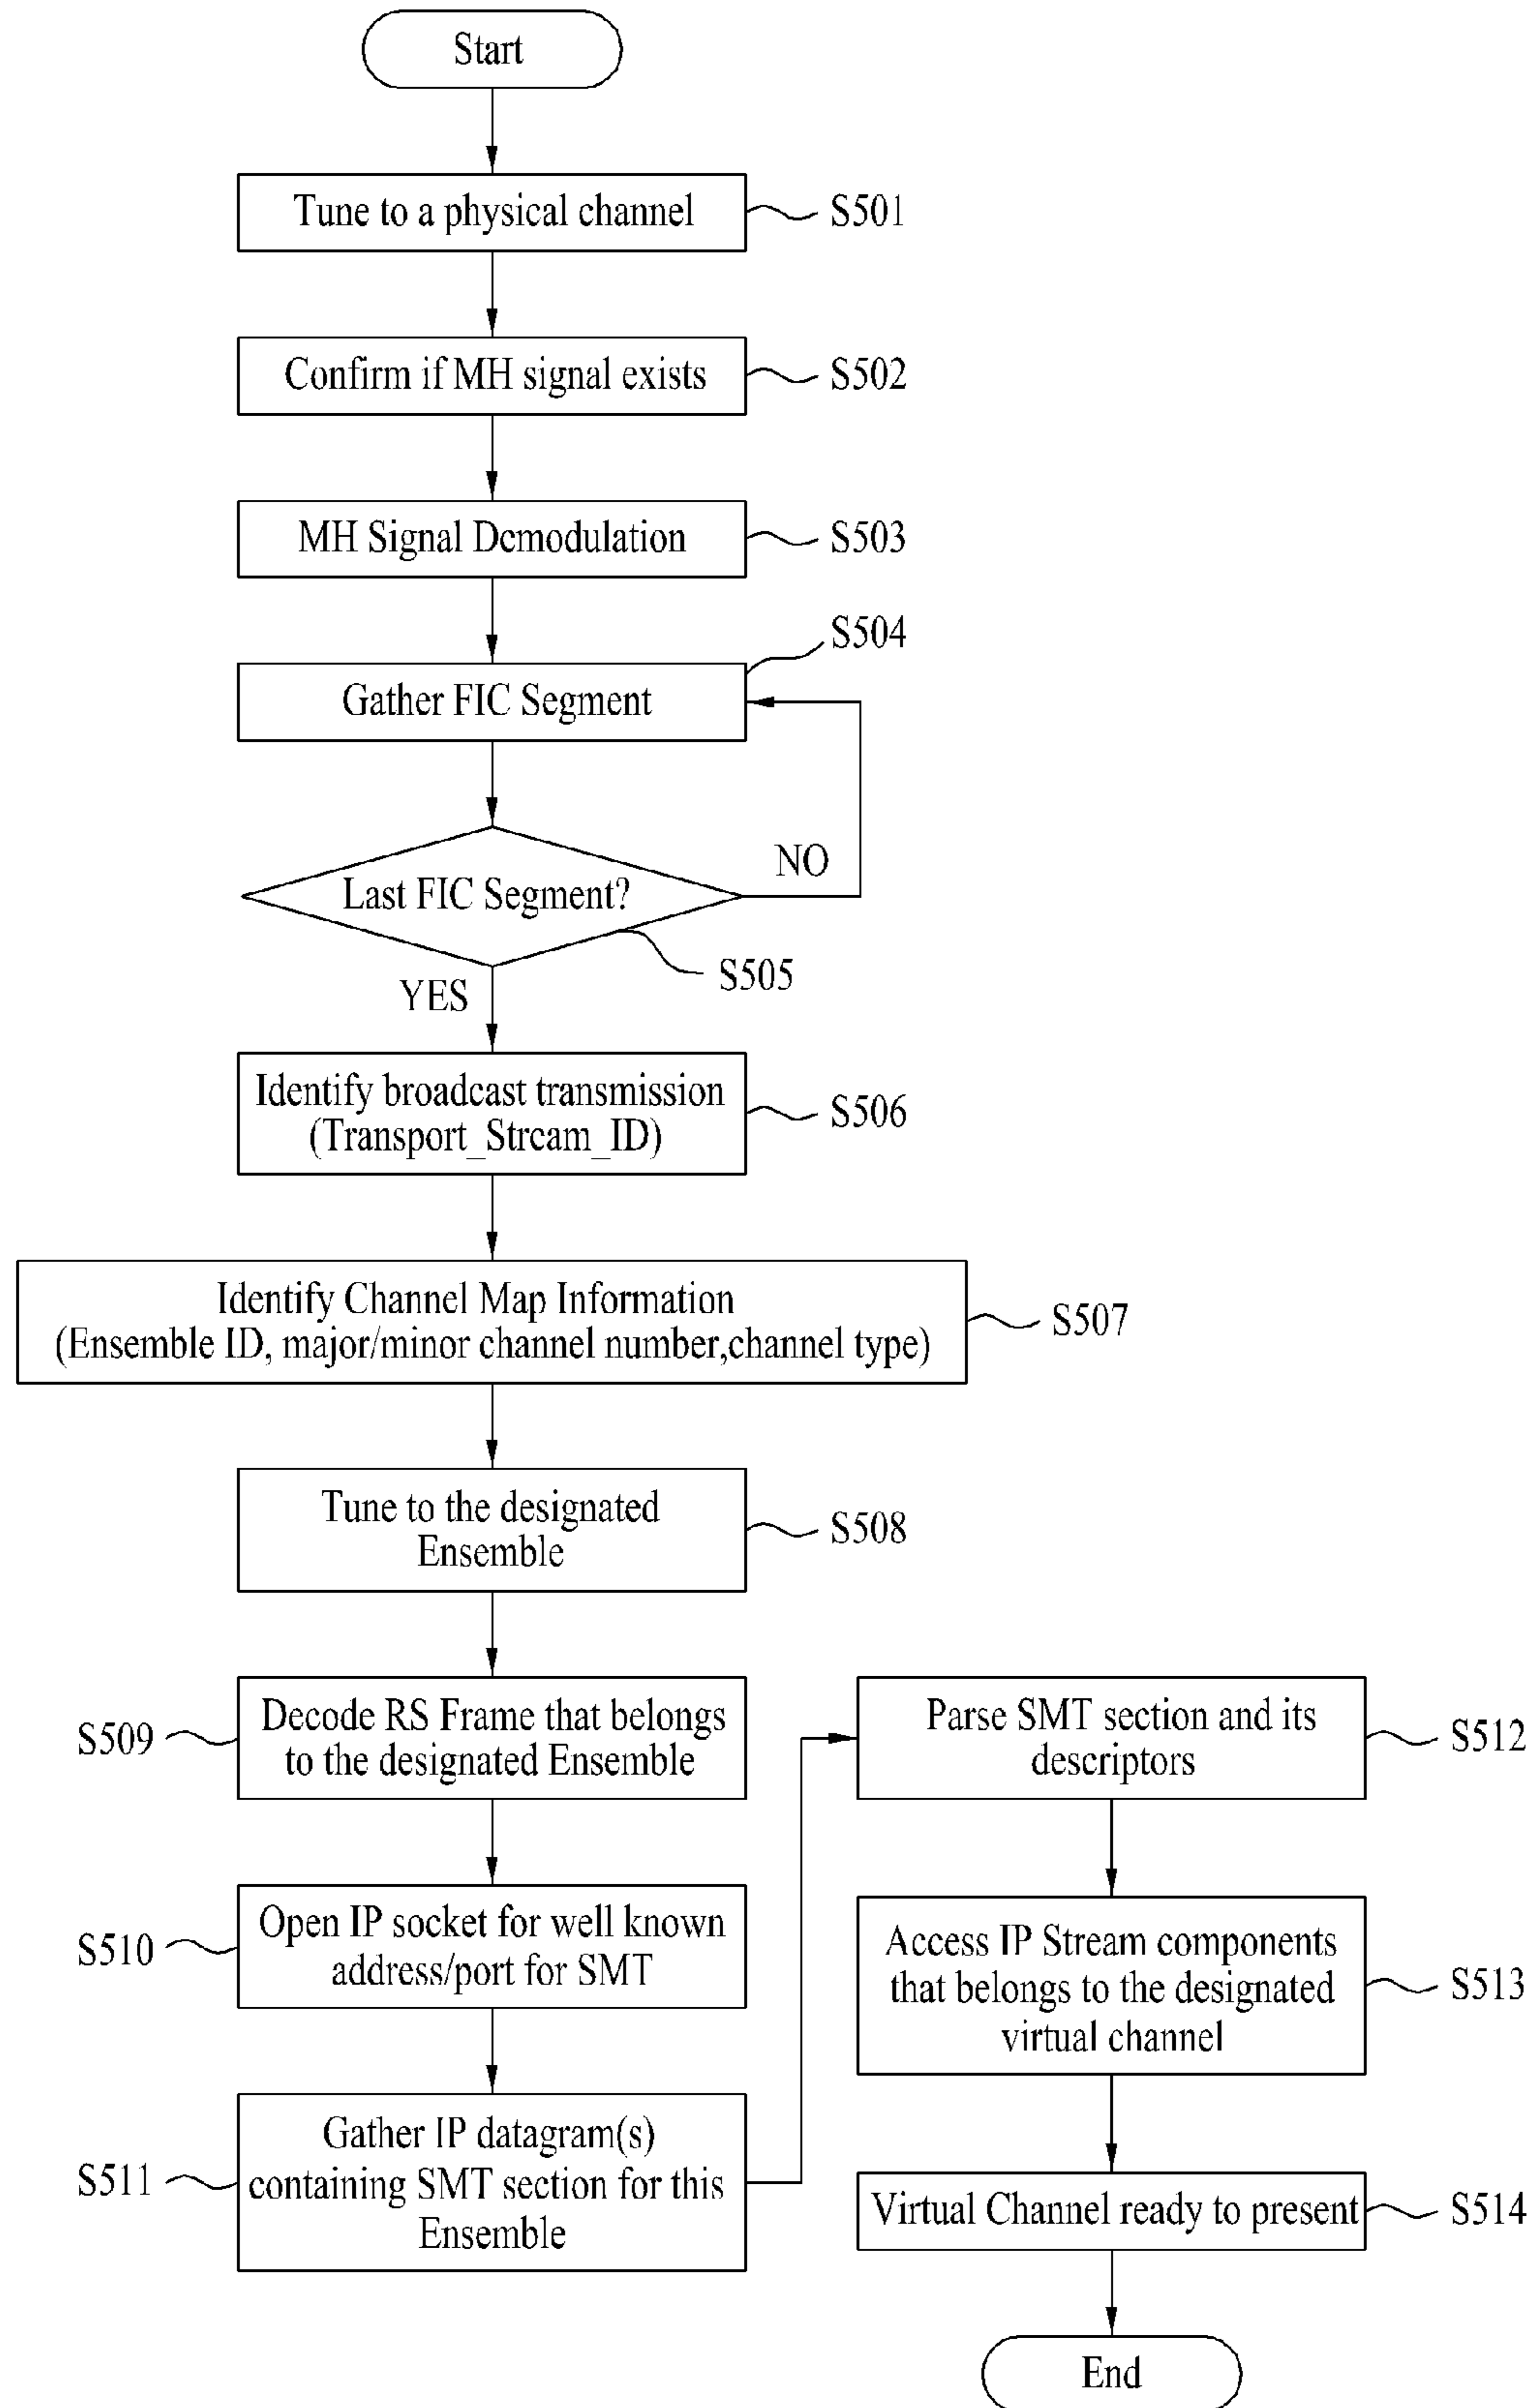 Start
Tune to a physical channel
S501
Confirm if MH signal exists
S502
MH Signal Demodulation
S503
S504
Gather FIC Segment
NO
Last FIC Segment?
S505
YES
Identify broadcast transmission
(Transport_Stream_ID)
S506
Identify Channel Map Information
(Ensemble ID, major/minor channel number,channel type)
S507
Tune to the designated
Ensemble
S508
S509
Decode RS Frame that belongs
to the designated Ensemble
S510
Open IP socket for well known
address/port for SMT
S511
Gather IP datagram(s)
containing SMT section for this
Ensemble
Parse SMT section and its
descriptors
S512
Access IP Stream components
that belongs to the designated
virtual channel
S513
Virtual Channel ready to present
S514
End